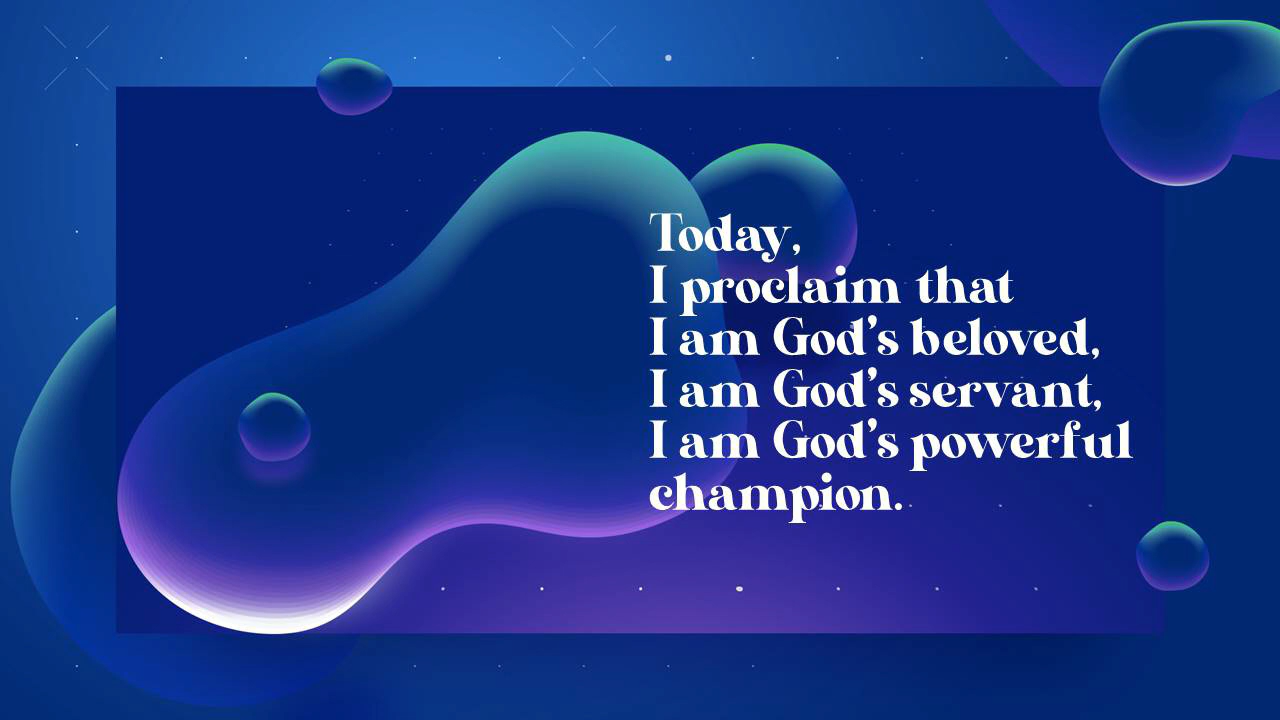 Today,
I proclaim that
I am God's beloved,
I am God's servant,
I am God's powerful
champion.